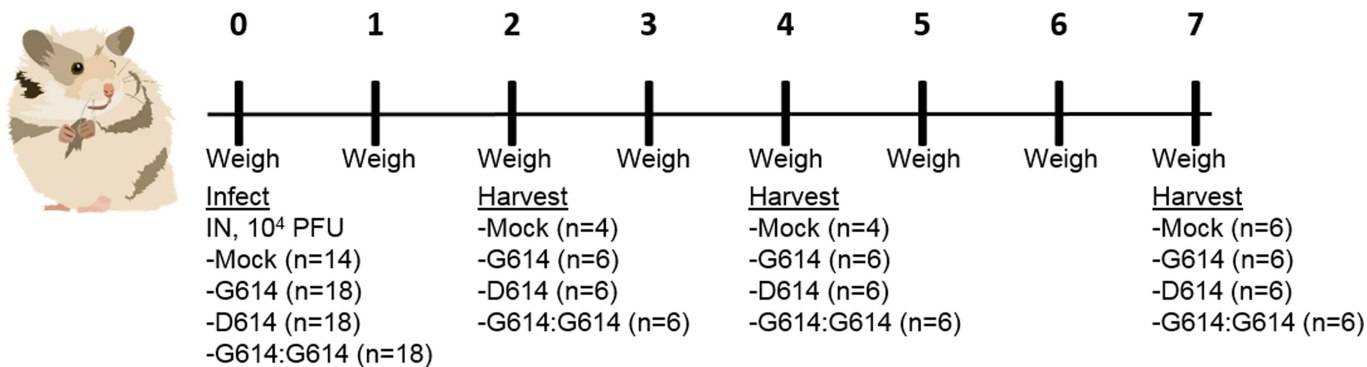 0 1 2 3 4 5 6 7
Weigh Weigh Weigh Weigh Weigh Weigh Weigh Weigh
Infect Harvest Harvest Harvest
IN, 10⁴ PFU -Mock (n=4) -Mock (n=4) -Mock (n=6)
-Mock (n=14) -G614 (n=6) -G614 (n=6) -G614 (n=6)
-G614 (n=18) -D614 (n=6) -D614 (n=6) -D614 (n=6)
-D614 (n=18) -G614:G614 (n=6) -G614:G614 (n=6) -G614:G614 (n=6)
-G614:G614 (n=18)